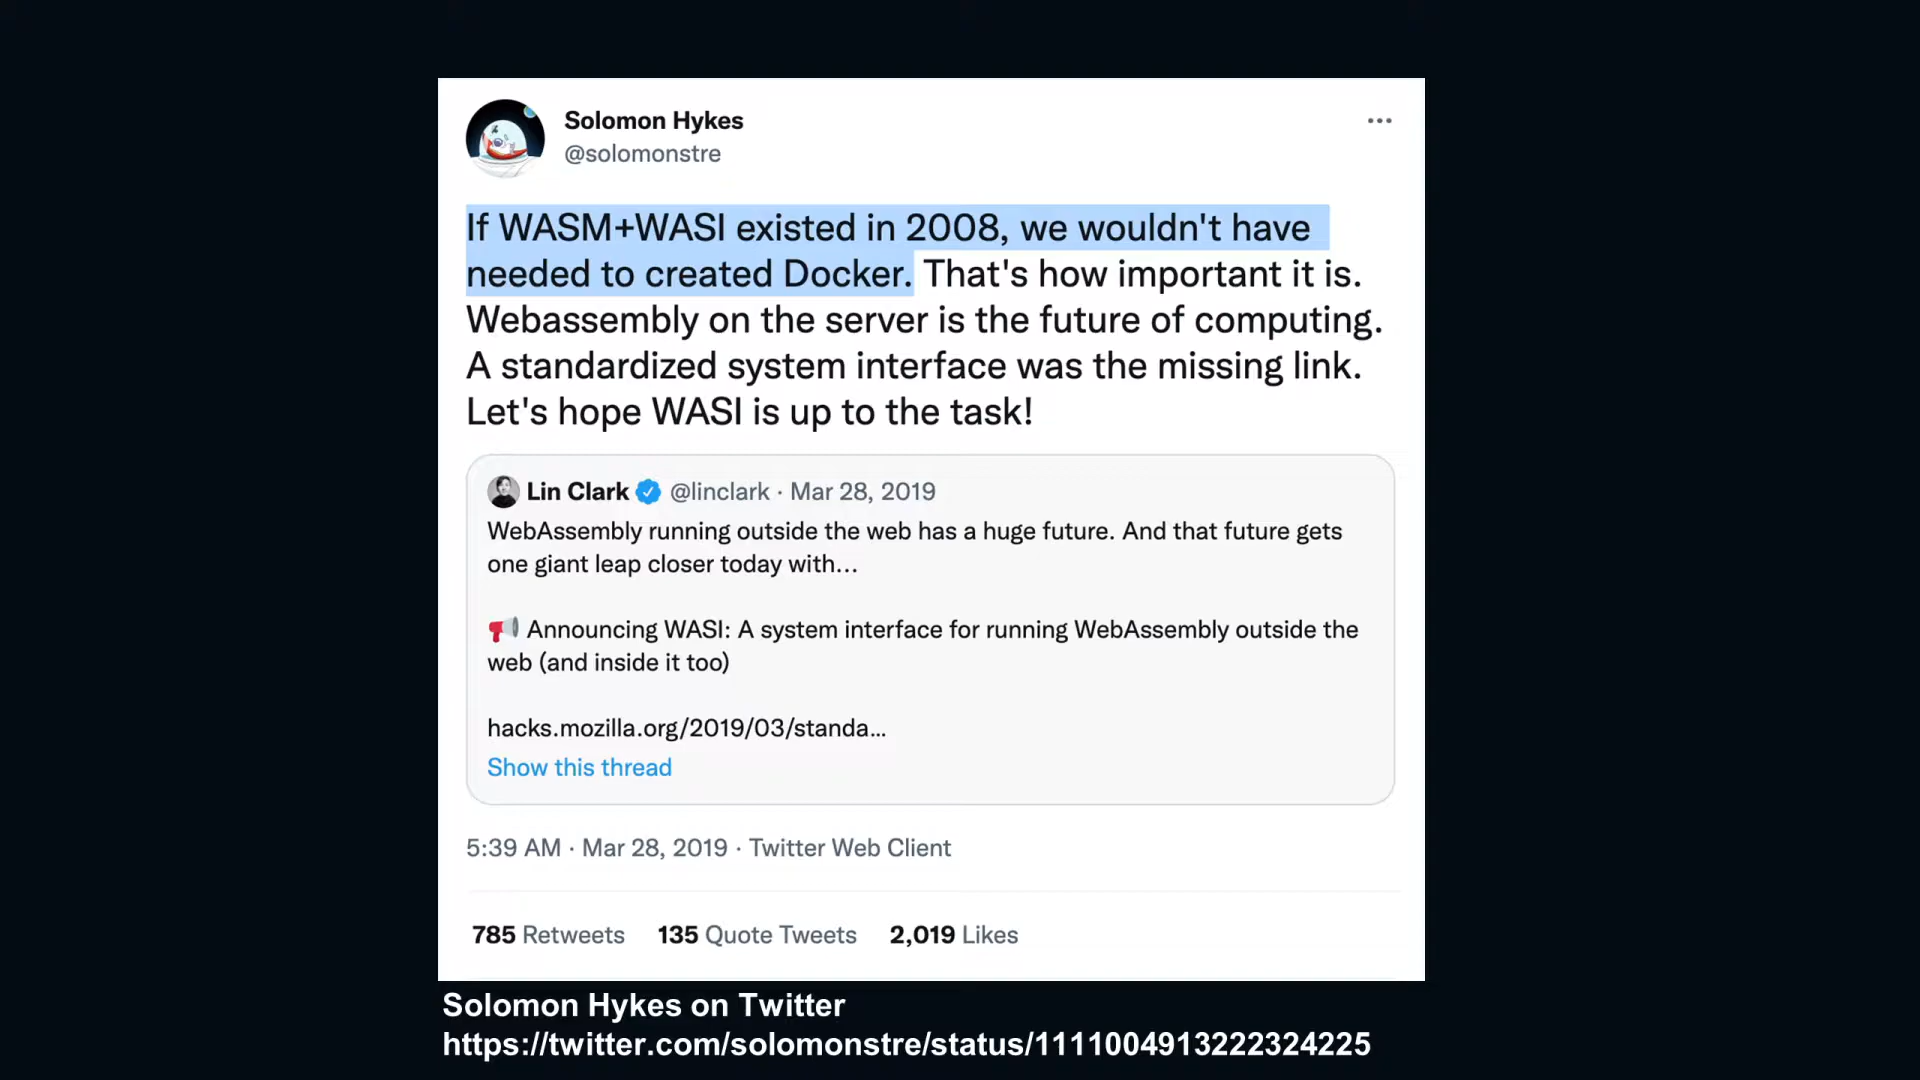 Solomon Hykes
@solomonstre
If WASM+WASI existed in 2008, we wouldn't have
needed to created Docker. That's how important it is.
Webassembly on the server is the future of computing.
A standardized system interface was the missing link.
Let's hope WASI is up to the task!
Lin Clark @linclark · Mar 28, 2019
WebAssembly running outside the web has a huge future. And that future gets
one giant leap closer today with…
📢 Announcing WASI: A system interface for running WebAssembly outside the
web (and inside it too)
hacks.mozilla.org/2019/03/standa…
Show this thread
5:39 AM · Mar 28, 2019 · Twitter Web Client
785 Retweets 135 Quote Tweets 2,019 Likes
Solomon Hykes on Twitter
https://twitter.com/solomonstre/status/1111004913222324225